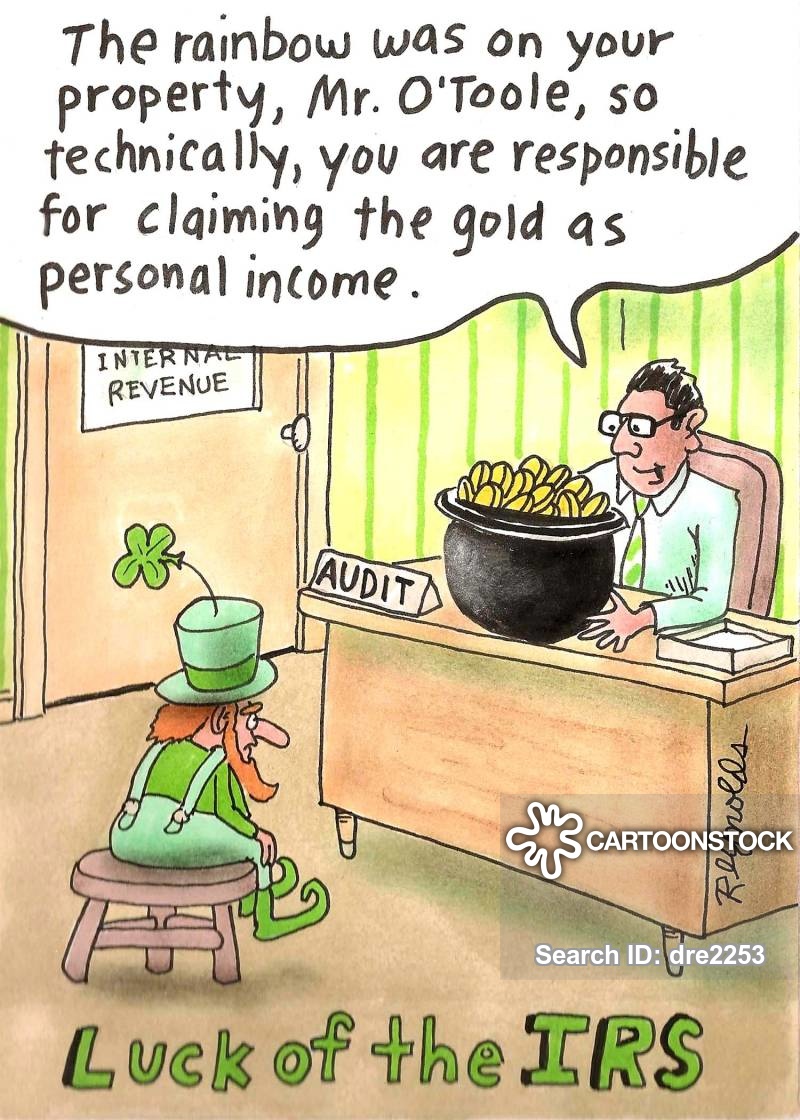 The rainbow was on your
property, Mr. O'Toole, so
technically, you are responsible
for claiming the gold as
personal income.
INTERNAL
REVENUE
AUDIT
Reynolds
CARTOONSTOCK
Search ID: dre2253
Luck of the IRS